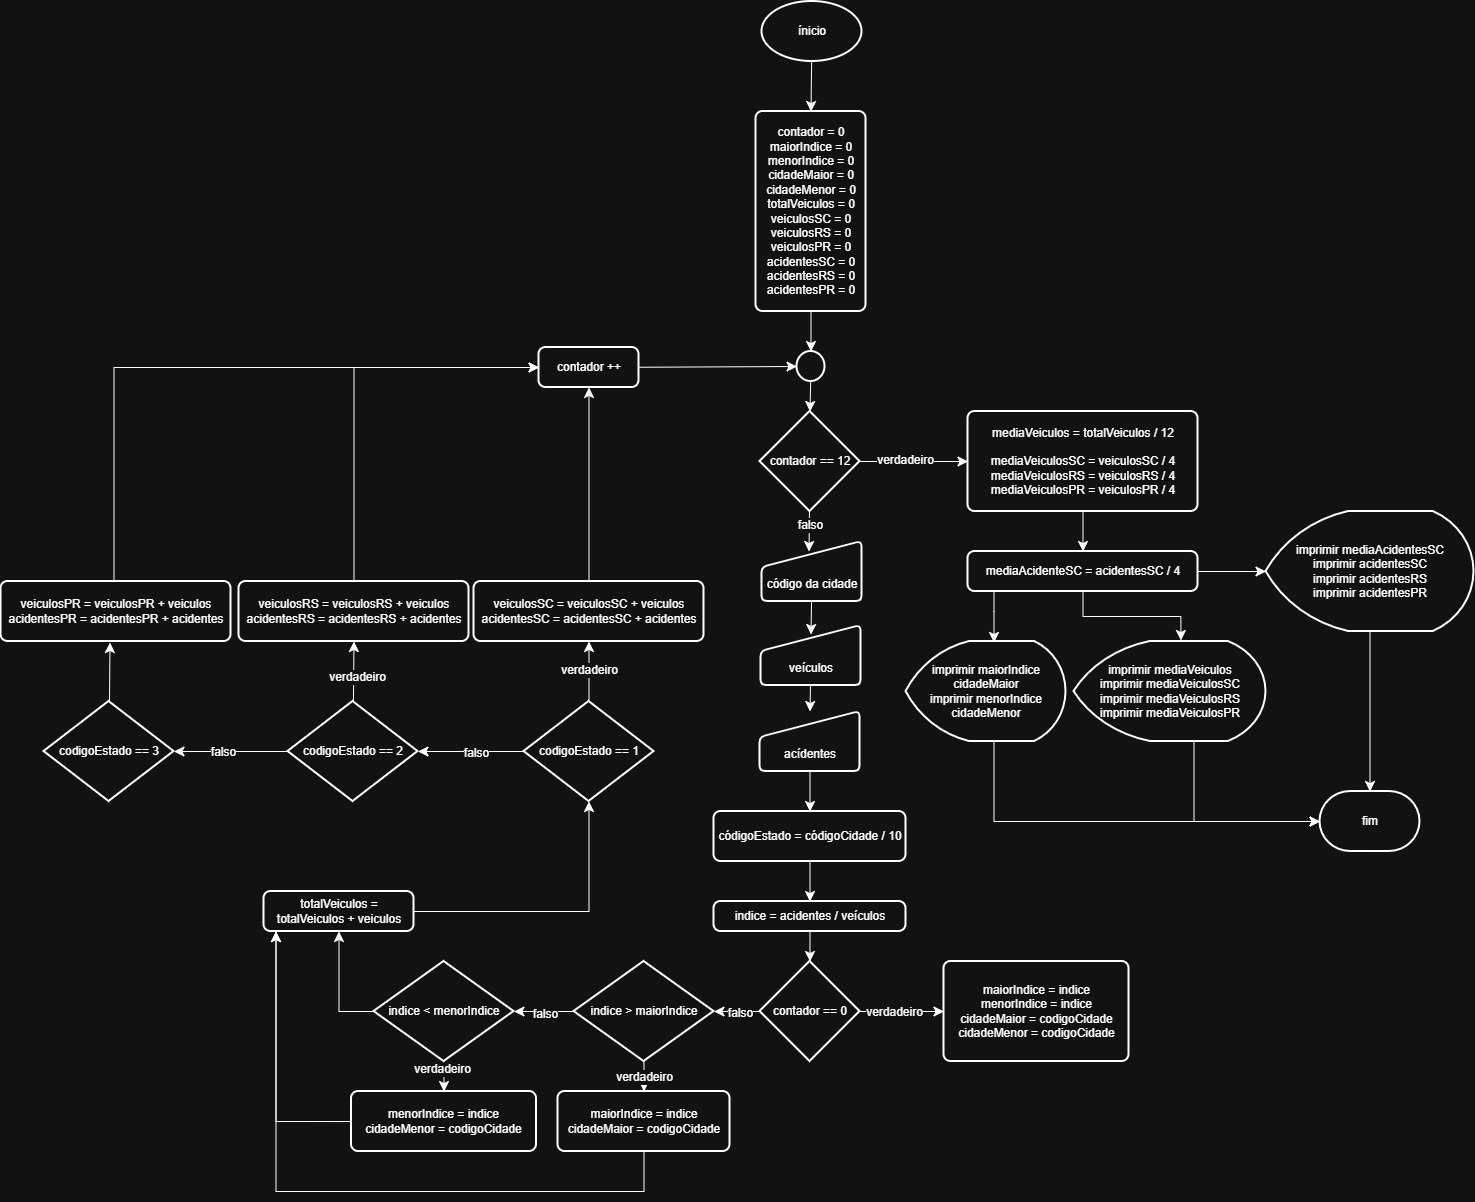 ínicio
contador = 0
maiorIndice = 0
menorIndice = 0
cidadeMaior = 0
cidadeMenor = 0
totalVeiculos = 0
veiculosSC = 0
veiculosRS = 0
veiculosPR = 0
acidentesSC = 0
acidentesRS = 0
acidentesPR = 0
contador ++
contador == 12
verdadeiro
mediaVeiculos = totalVeiculos / 12
mediaVeiculosSC = veiculosSC / 4
mediaVeiculosRS = veiculosRS / 4
mediaVeiculosPR = veiculosPR / 4
falso
código da cidade
mediaAcidenteSC = acidentesSC / 4
imprimir mediaAcidentesSC
imprimir acidentesSC
imprimir acidentesRS
imprimir acidentesPR
veiculosPR = veiculosPR + veiculos
acidentesPR = acidentesPR + acidentes
veiculosRS = veiculosRS + veiculos
acidentesRS = acidentesRS + acidentes
veiculosSC = veiculosSC + veiculos
acidentesSC = acidentesSC + acidentes
verdadeiro
verdadeiro
veículos
imprimir maiorIndice
cidadeMaior
imprimir menorIndice
cidadeMenor
imprimir mediaVeiculos
imprimir mediaVeiculosSC
imprimir mediaVeiculosRS
imprimir mediaVeiculosPR
codigoEstado == 3
falso
codigoEstado == 2
falso
codigoEstado == 1
acídentes
fim
códigoEstado = códigoCidade / 10
totalVeiculos =
totalVeiculos + veiculos
indice = acidentes / veículos
indice < menorIndice
falso
indice > maiorIndice
falso
contador == 0
verdadeiro
maiorIndice = indice
menorIndice = indice
cidadeMaior = codigoCidade
cidadeMenor = codigoCidade
verdadeiro
verdadeiro
menorIndice = indice
cidadeMenor = codigoCidade
maiorIndice = indice
cidadeMaior = codigoCidade